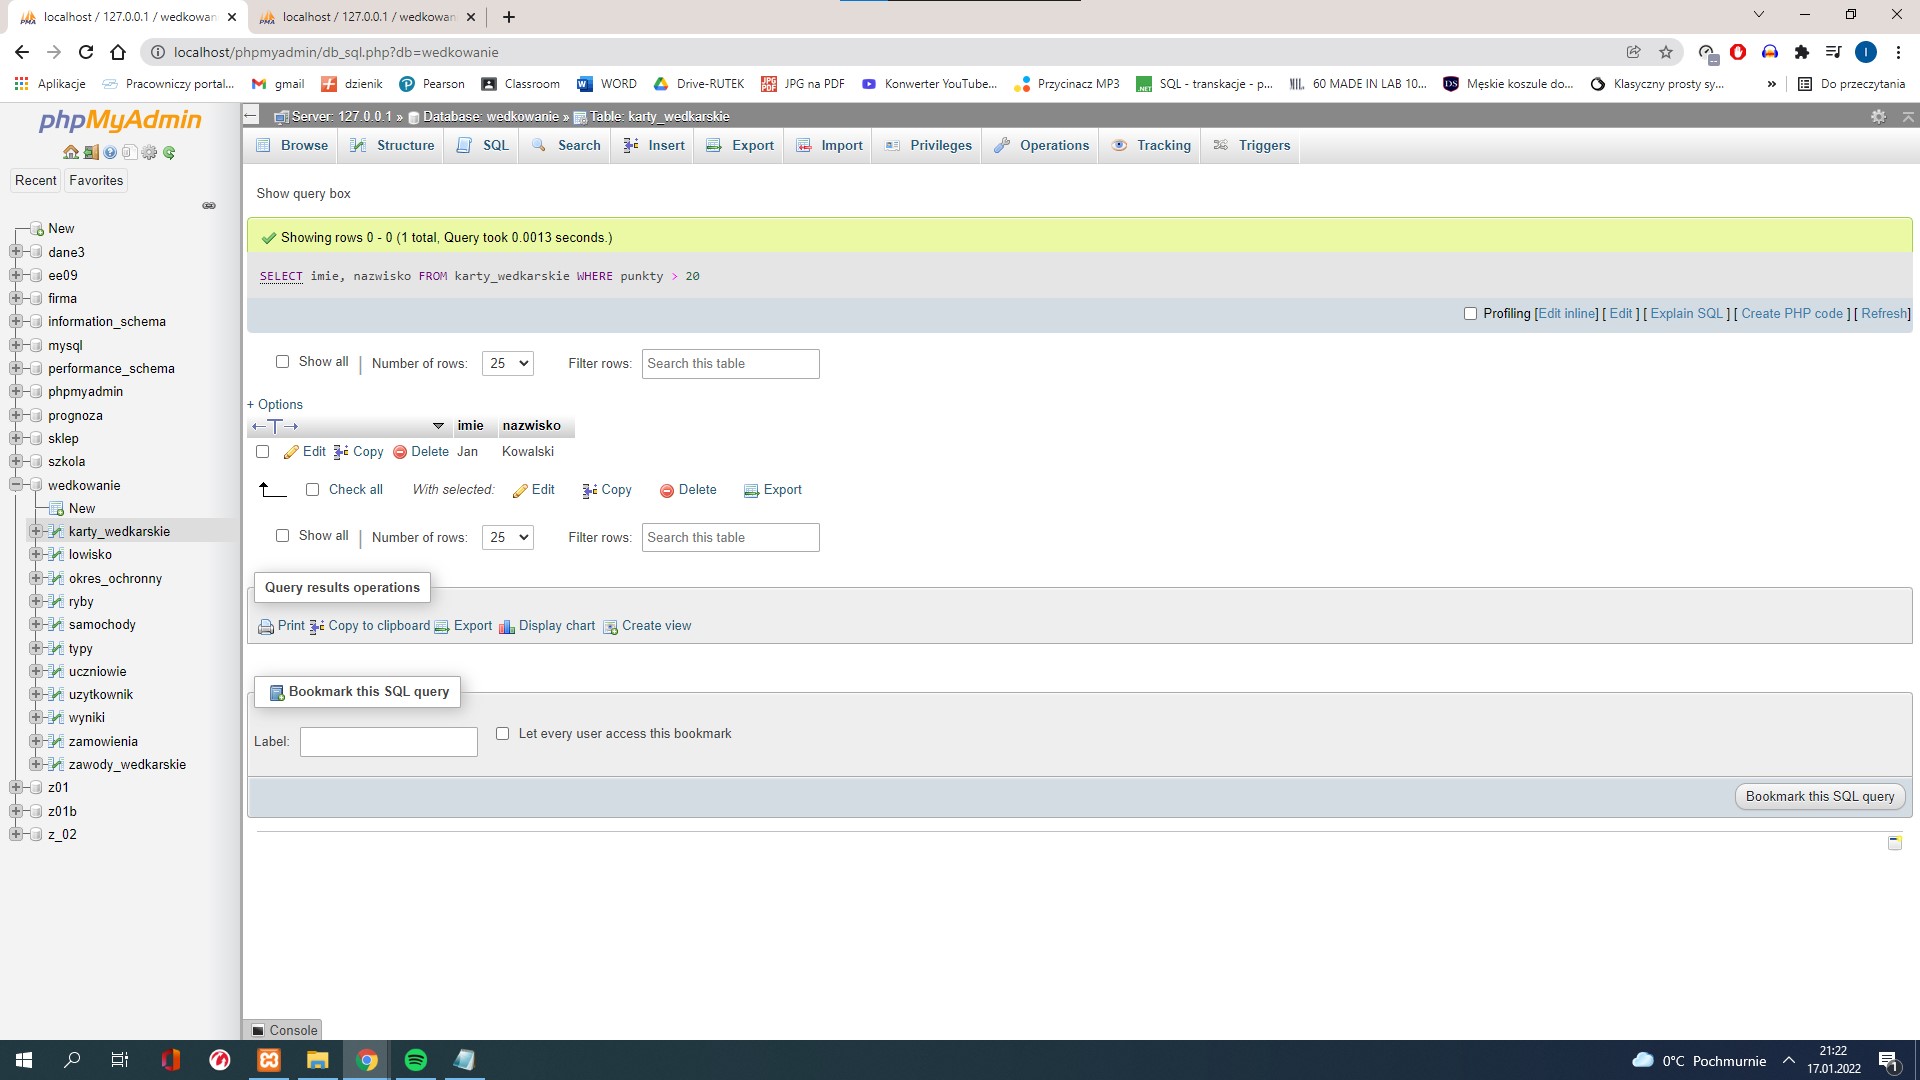 localhost / 127.0.0.1 / wedkowan
localhost / 127.0.0.1 / wedkowan
localhost/phpmyadmin/db_sql.php?db=wedkowanie
Aplikacje Pracowniczy portal... gmail dzienik Pearson Classroom WORD Drive-RUTEK JPG na PDF Konwerter YouTube... Przycinacz MP3 SQL - transkacje - p... 60 MADE IN LAB 10... Męskie koszule do... Klasyczny prosty sy... » Do przeczytania
phpMyAdmin
Recent Favorites
New
dane3
ee09
firma
information_schema
mysql
performance_schema
phpmyadmin
prognoza
sklep
szkola
wedkowanie
New
karty_wedkarskie
lowisko
okres_ochronny
ryby
samochody
typy
uczniowie
uzytkownik
wyniki
zamowienia
zawody_wedkarskie
z01
z01b
z_02
Server: 127.0.0.1 » Database: wedkowanie » Table: karty_wedkarskie
Browse Structure SQL Search Insert Export Import Privileges Operations Tracking Triggers
Show query box
Showing rows 0 - 0 (1 total, Query took 0.0013 seconds.)
SELECT imie, nazwisko FROM karty_wedkarskie WHERE punkty > 20
Profiling [Edit inline] [ Edit ] [ Explain SQL ] [ Create PHP code ] [ Refresh]
Show all | Number of rows: 25 Filter rows: Search this table
+ Options
←T→ imie nazwisko
Edit Copy Delete Jan Kowalski
Check all With selected: Edit Copy Delete Export
Show all | Number of rows: 25 Filter rows: Search this table
Query results operations
Print Copy to clipboard Export Display chart Create view
Bookmark this SQL query
Label: Let every user access this bookmark
Bookmark this SQL query
Console
0°C Pochmurnie
21:22
17.01.2022
1